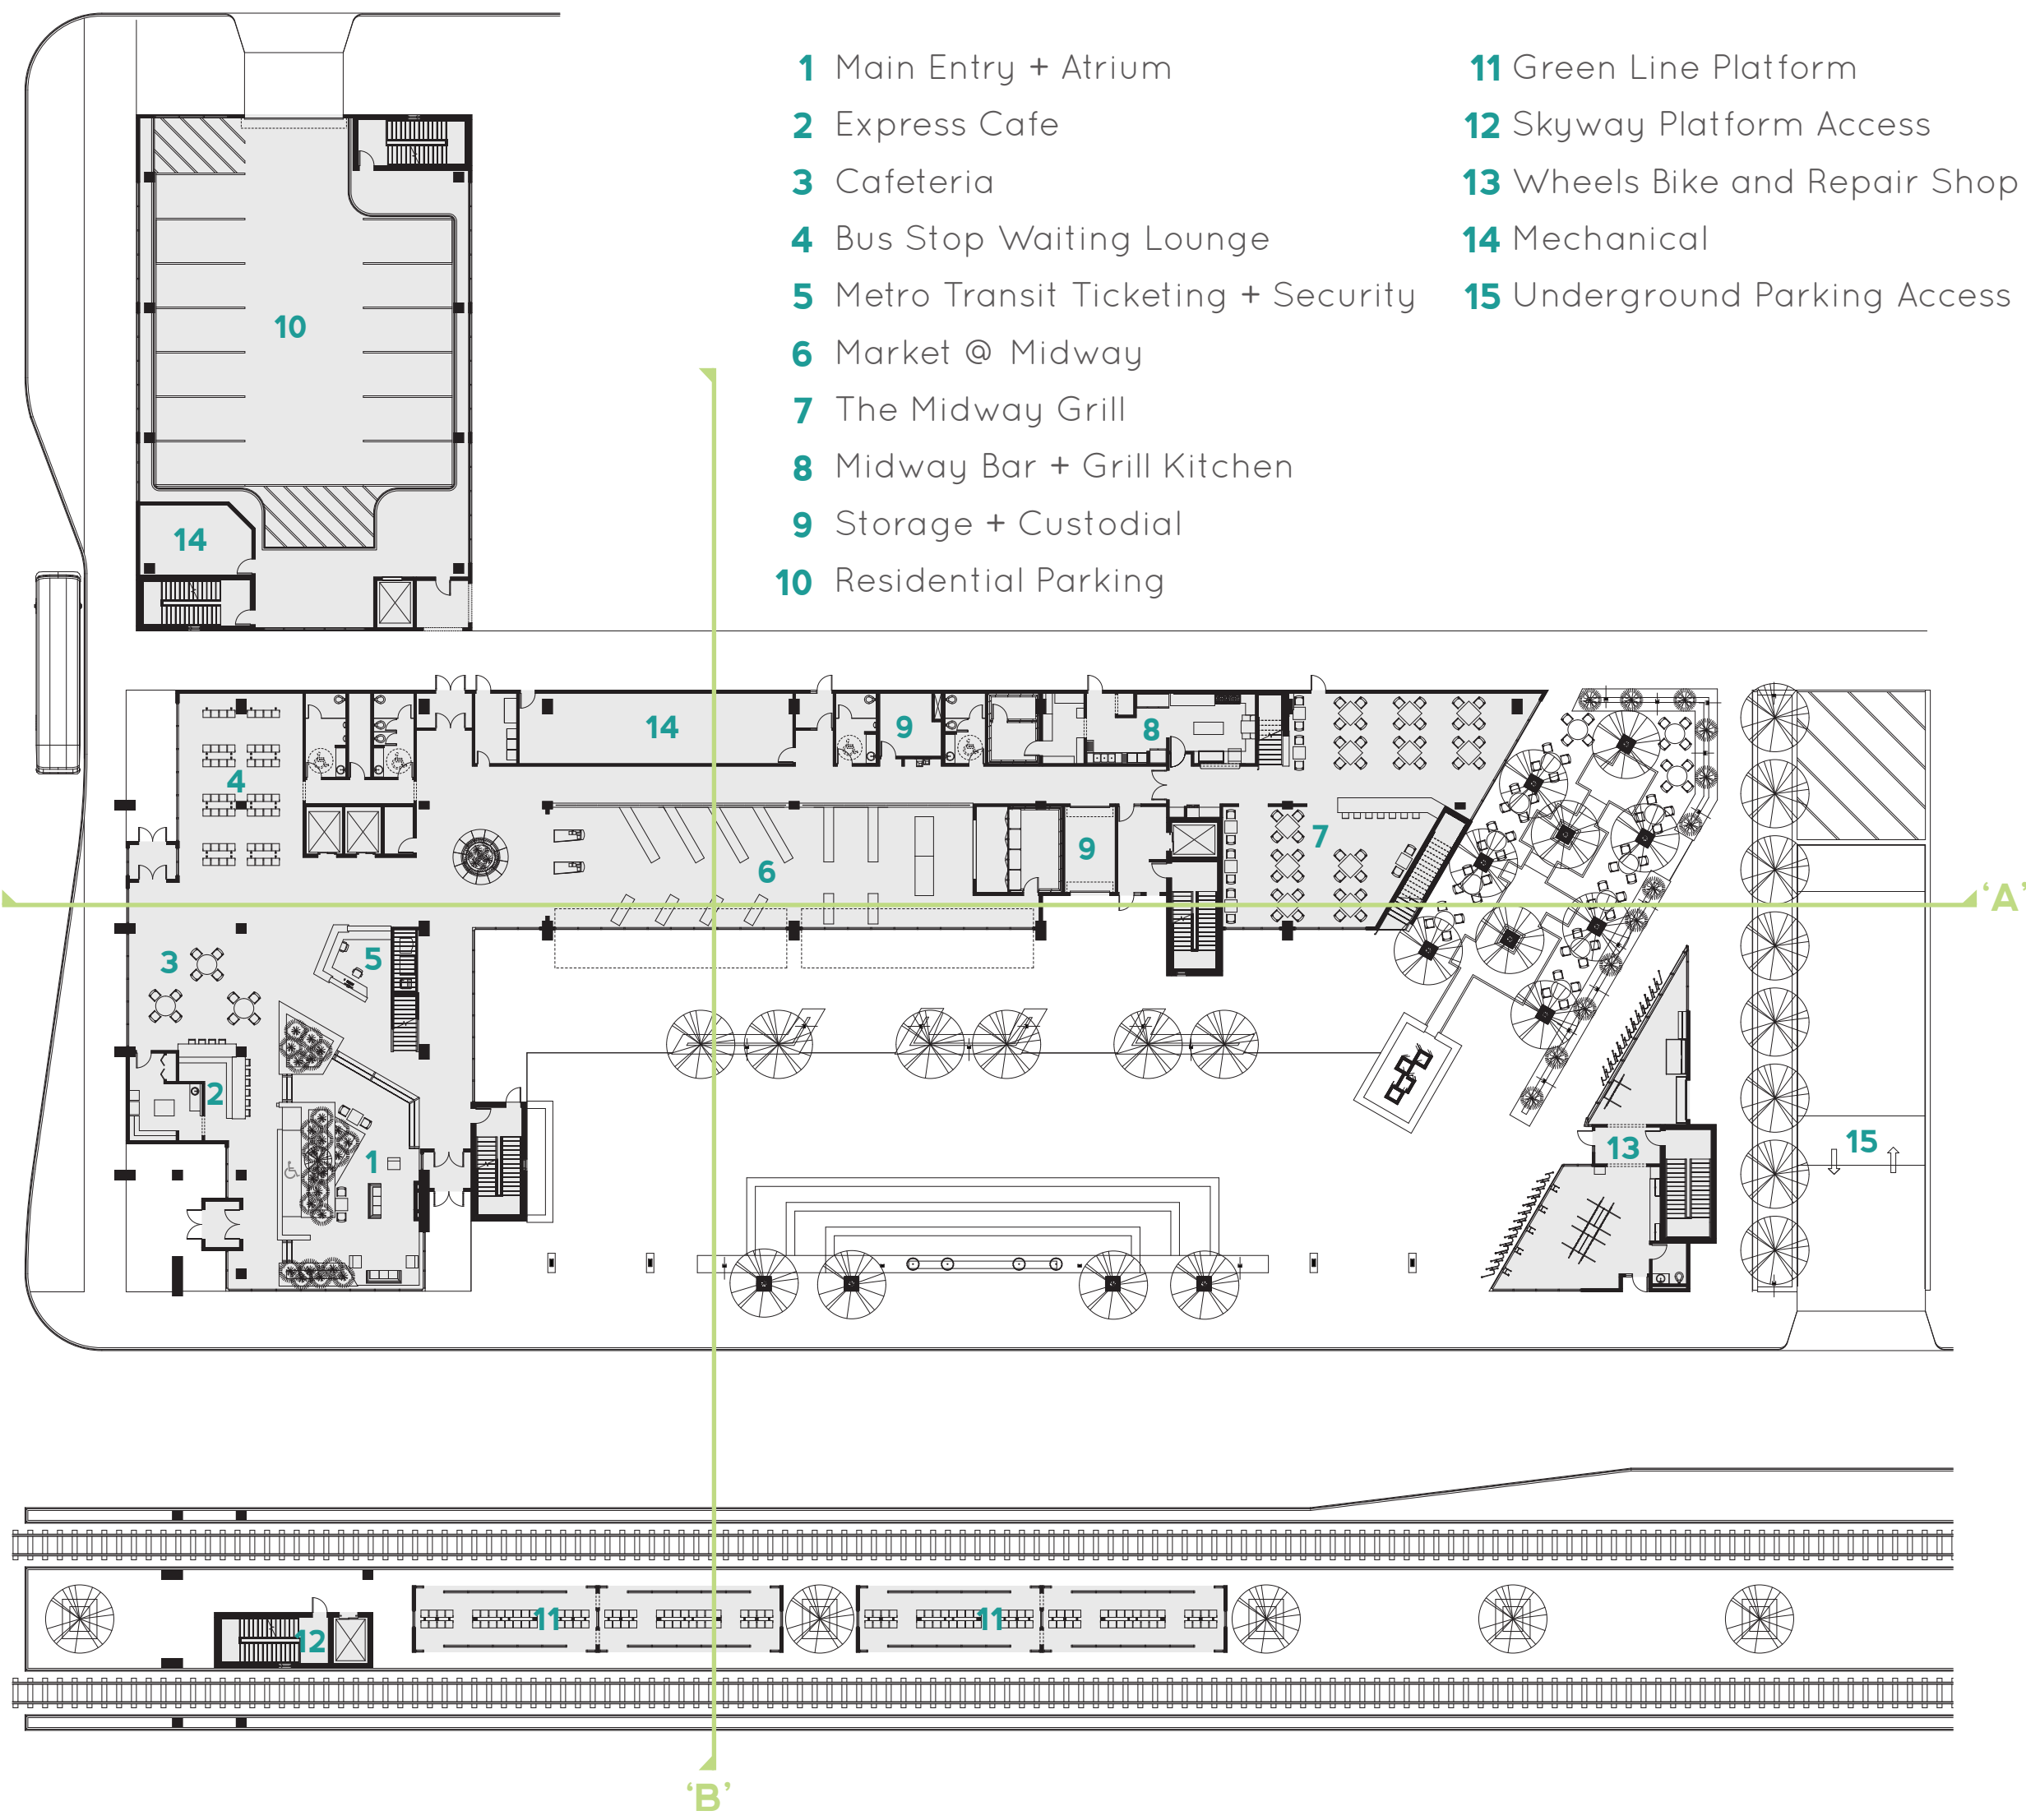 1 Main Entry + Atrium
2 Express Cafe
3 Cafeteria
4 Bus Stop Waiting Lounge
5 Metro Transit Ticketing + Security
6 Market @ Midway
7 The Midway Grill
8 Midway Bar + Grill Kitchen
9 Storage + Custodial
10 Residential Parking
11 Green Line Platform
12 Skyway Platform Access
13 Wheels Bike and Repair Shop
14 Mechanical
15 Underground Parking Access
10
14
14
9
8
4
7
6
9
'A'
3
5
2
1
13
15
11
11
12
'B'